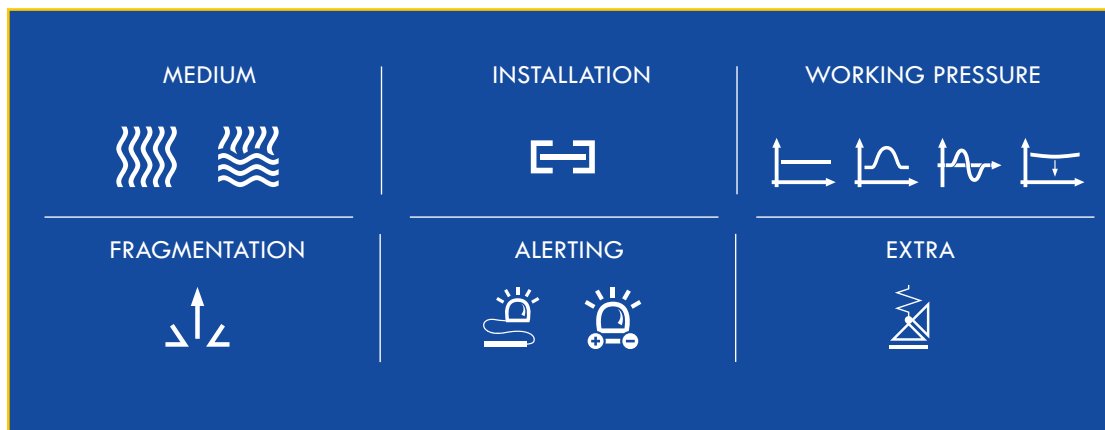 MEDIUM
INSTALLATION
WORKING PRESSURE
FRAGMENTATION
ALERTING
EXTRA